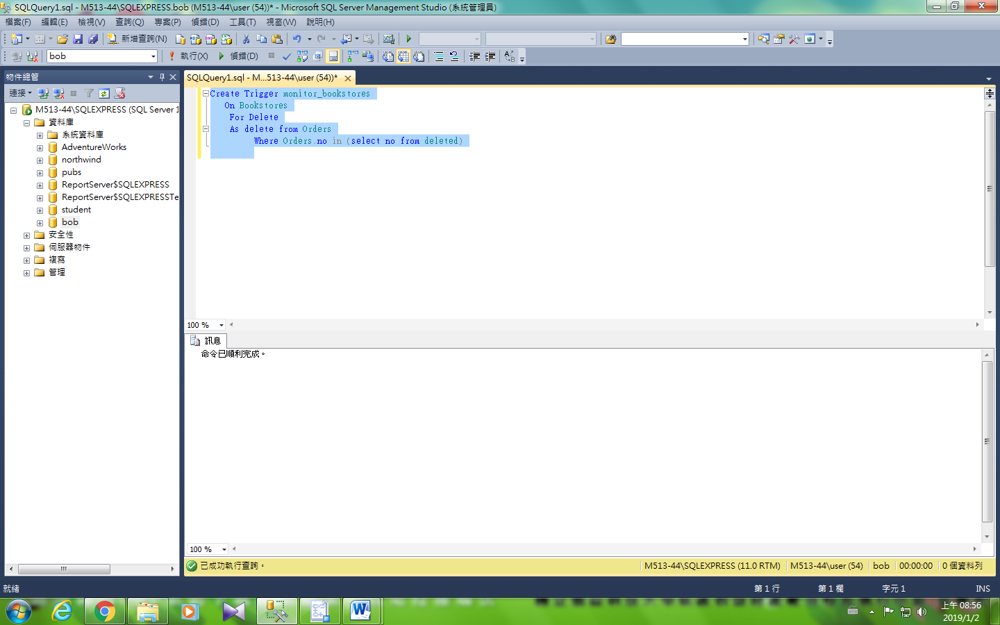 SQLQuery1.sql - M513-44\SQLEXPRESS.bob (M513-44\user (54))* - Microsoft SQL Server Management Studio (系統管理員)
檔案(F) 編輯(E) 檢視(V) 查詢(Q) 專案(P) 偵錯(D) 工具(T) 視窗(W) 說明(H)
新增查詢(N)
bob 執行(X) 偵錯(D)
物件總管
連接
M513-44\SQLEXPRESS (SQL Server 1
資料庫
系統資料庫
AdventureWorks
northwind
pubs
ReportServer$SQLEXPRESS
ReportServer$SQLEXPRESSTe
student
bob
安全性
伺服器物件
複寫
管理
SQLQuery1.sql - M...513-44\user (54))*
Create Trigger monitor_bookstores
On Bookstores
For Delete
As delete from Orders
Where Orders.no in (select no from deleted)
100 %
訊息
命令已順利完成。
100 %
已成功執行查詢。 M513-44\SQLEXPRESS (11.0 RTM) M513-44\user (54) bob 00:00:00 0 個資料列
就緒 第 1 行 第 1 欄 字元 1 INS
上午 08:56
2019/1/2